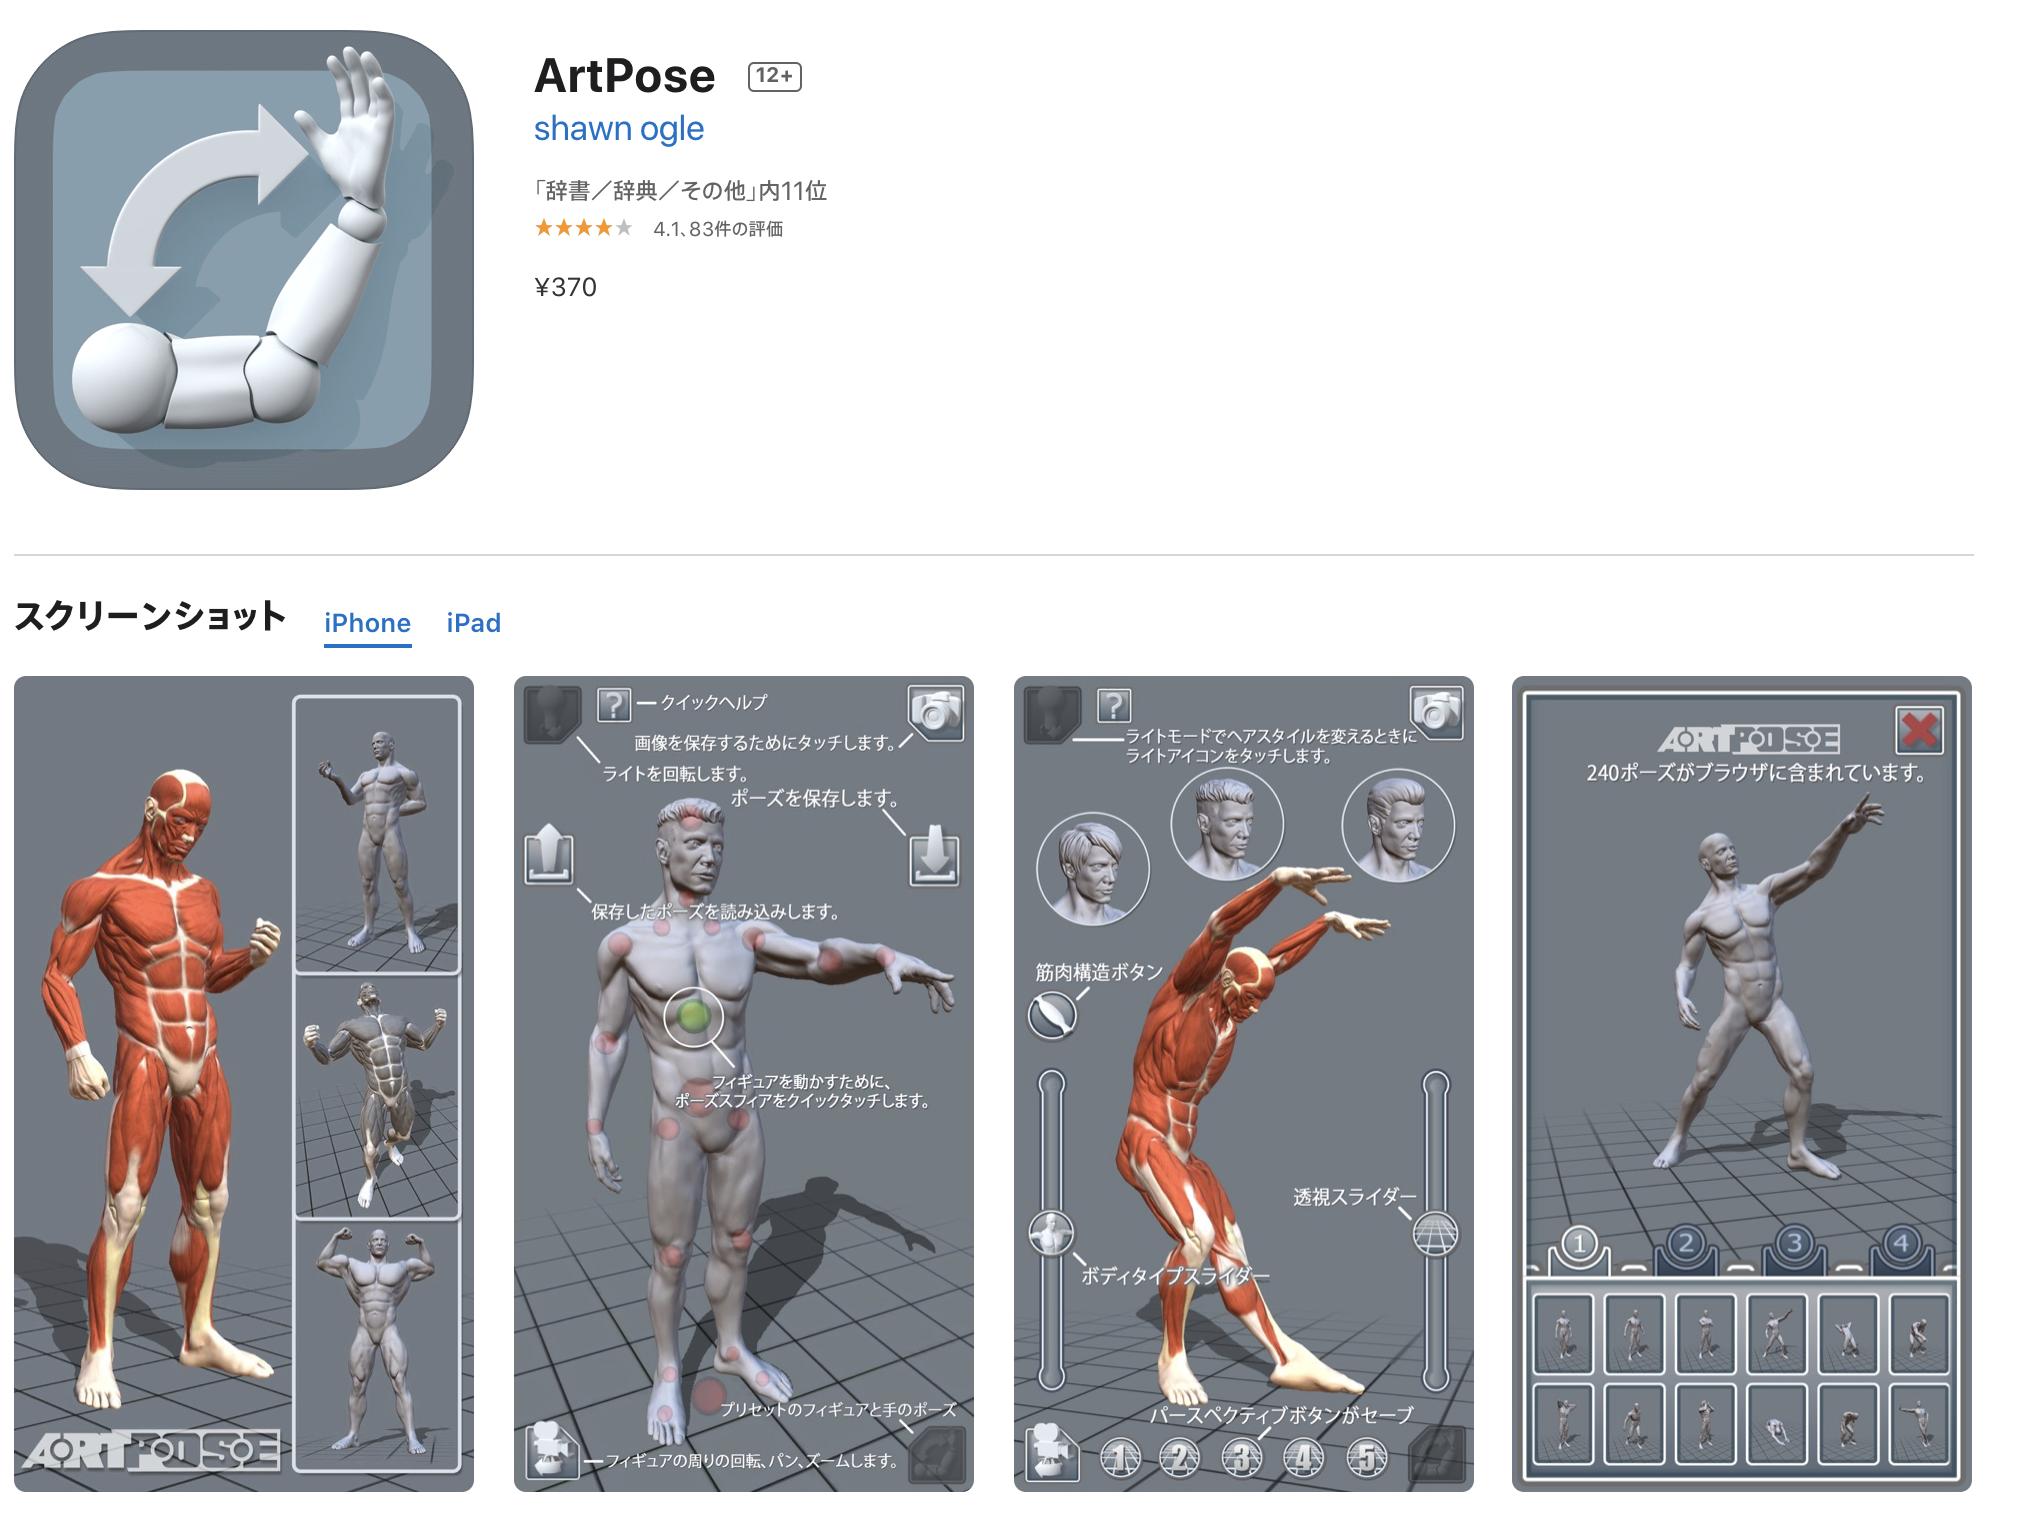 ArtPose 12+
shawn ogle
「辞書／辞典／その他」内11位
4.1、83件の評価
¥370
スクリーンショット iPhone iPad
ARTPOSE
? クイックヘルプ
画像を保存するためにタッチします。
ライトを回転します。
ポーズを保存します。
保存したポーズを読み込みします。
フィギュアを動かすために、
ポーズスフィアをクイックタッチします。
プリセットのフィギュアと手のポーズ
フィギュアの周りの回転、パン、ズームします。
?
ライトモードでヘアスタイルを変えるときに
ライトアイコンをタッチします。
筋肉構造ボタン
透視スライダー
ボディタイプスライダー
パースペクティブボタンがセーブ
1 2 3 4 5
ARTPOSE
240ポーズがブラウザに含まれています。
1 2 3 4